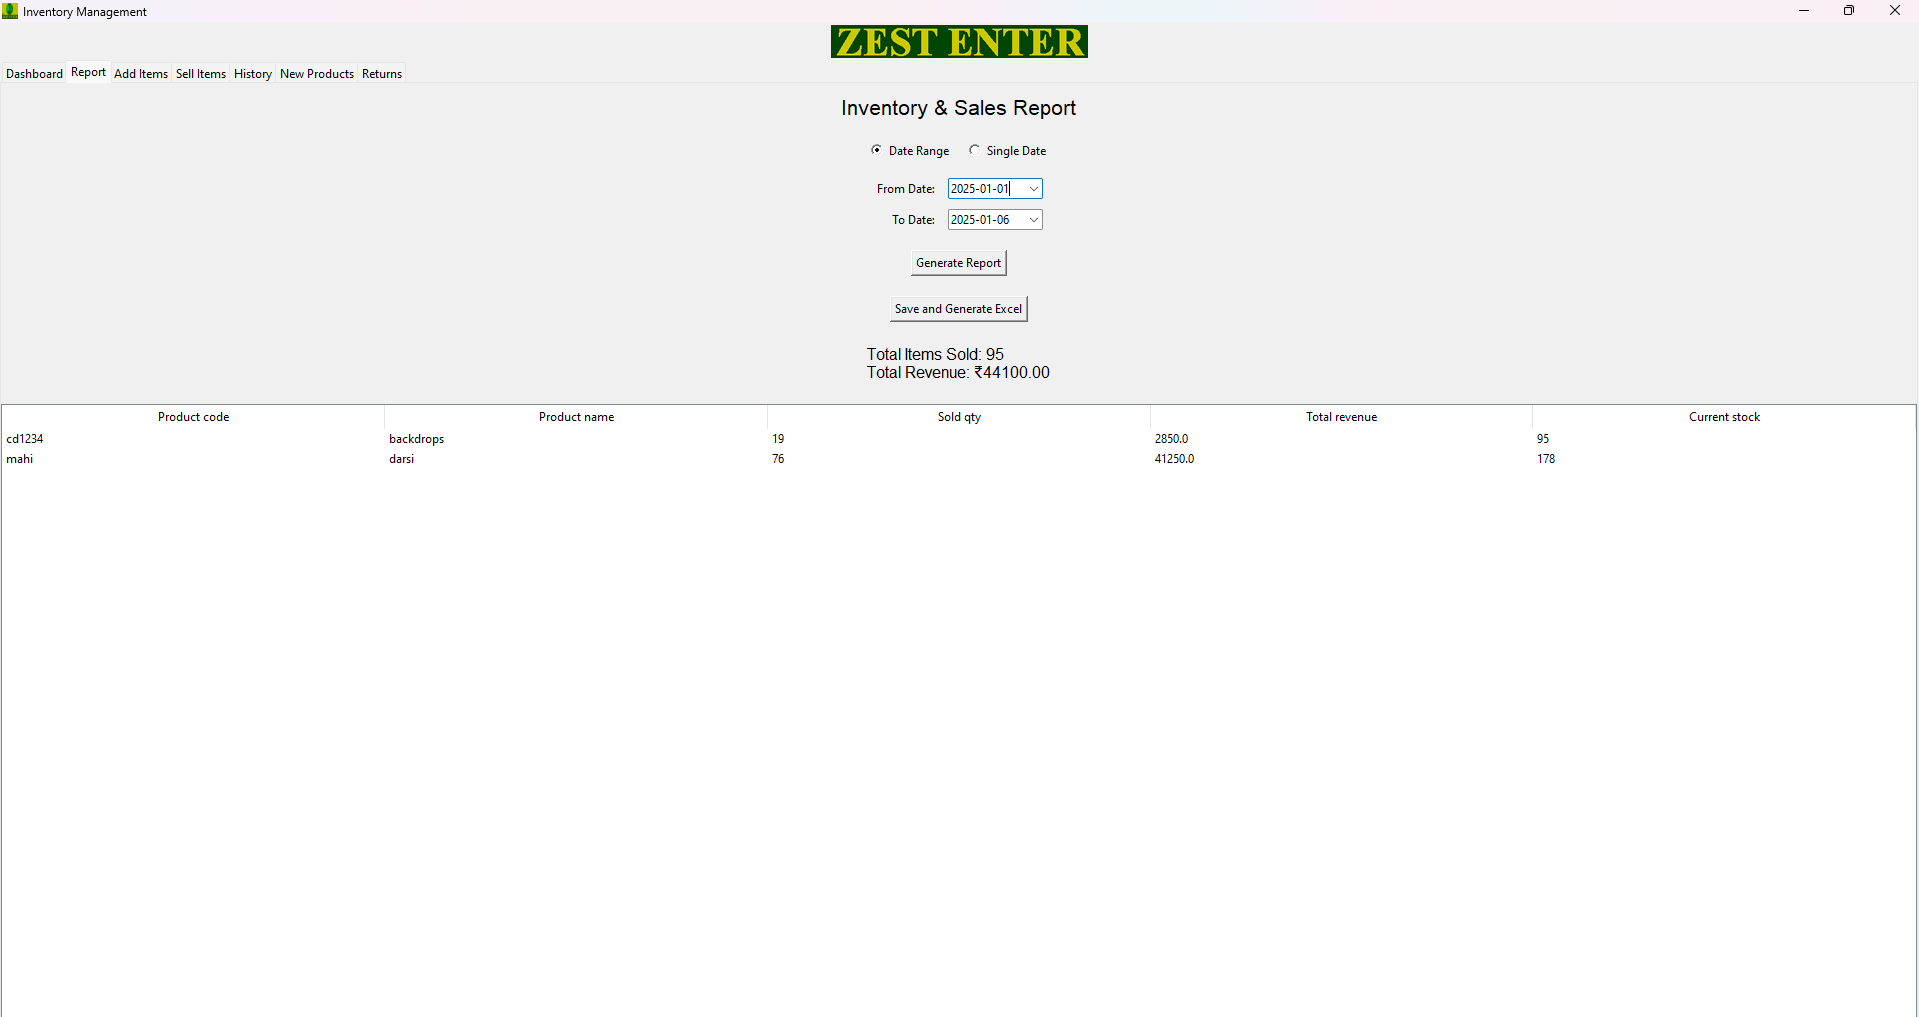 Inventory Management
ZEST ENTER
Dashboard Report Add Items Sell Items History New Products Returns
Inventory & Sales Report
Date Range Single Date
From Date: 2025-01-01
To Date: 2025-01-06
Generate Report
Save and Generate Excel
Total Items Sold: 95
Total Revenue: ₹44100.00
Product code Product name Sold qty Total revenue Current stock
cd1234 backdrops 19 2850.0 95
mahi darsi 76 41250.0 178